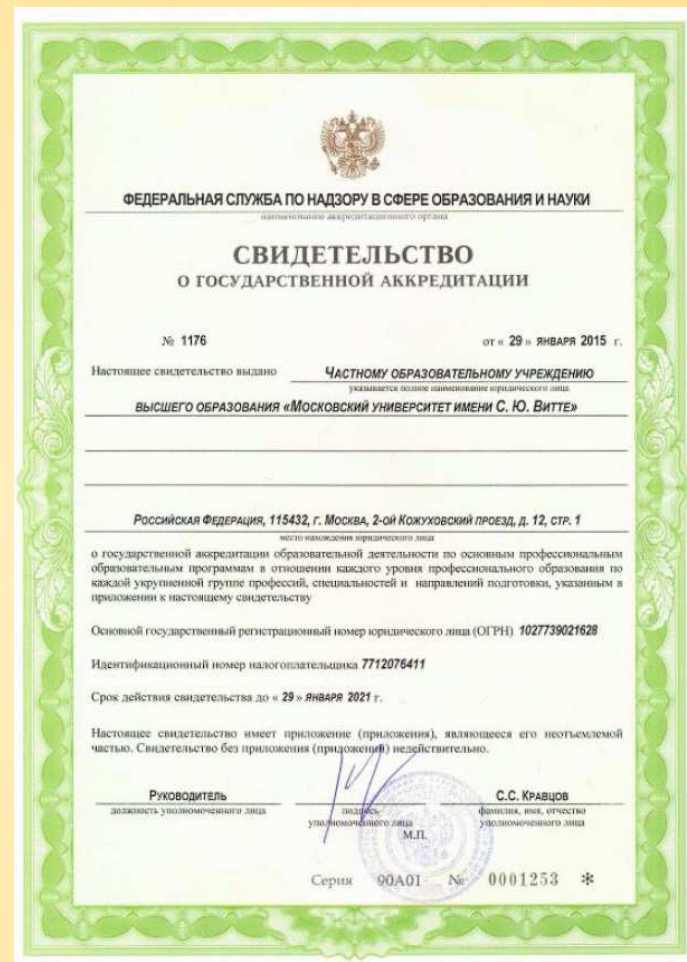 ФЕДЕРАЛЬНАЯ СЛУЖБА ПО НАДЗОРУ В СФЕРЕ ОБРАЗОВАНИЯ И НАУКИ
наименование аккредитационного органа
СВИДЕТЕЛЬСТВО
О ГОСУДАРСТВЕННОЙ АККРЕДИТАЦИИ
№ 1176 от « 29 » ЯНВАРЯ 2015 г.
Настоящее свидетельство выдано ЧАСТНОМУ ОБРАЗОВАТЕЛЬНОМУ УЧРЕЖДЕНИЮ
указывается полное наименование юридического лица
ВЫСШЕГО ОБРАЗОВАНИЯ «МОСКОВСКИЙ УНИВЕРСИТЕТ ИМЕНИ С. Ю. ВИТТЕ»
РОССИЙСКАЯ ФЕДЕРАЦИЯ, 115432, Г. МОСКВА, 2-ОЙ КОЖУХОВСКИЙ ПРОЕЗД, Д. 12, СТР. 1
место нахождения юридического лица
о государственной аккредитации образовательной деятельности по основным профессиональным
образовательным программам в отношении каждого уровня профессионального образования по
каждой укрупненной группе профессий, специальностей и направлений подготовки, указанным в
приложении к настоящему свидетельству
Основной государственный регистрационный номер юридического лица (ОГРН) 1027739021628
Идентификационный номер налогоплательщика 7712076411
Срок действия свидетельства до « 29 » ЯНВАРЯ 2021 г.
Настоящее свидетельство имеет приложение (приложения), являющееся его неотъемлемой
частью. Свидетельство без приложения (приложений) недействительно.
РУКОВОДИТЕЛЬ С.С. КРАВЦОВ
должность уполномоченного лица подпись фамилия, имя, отчество
уполномоченного лица уполномоченного лица
М.П.
Серия 90А01 № 0001253 *